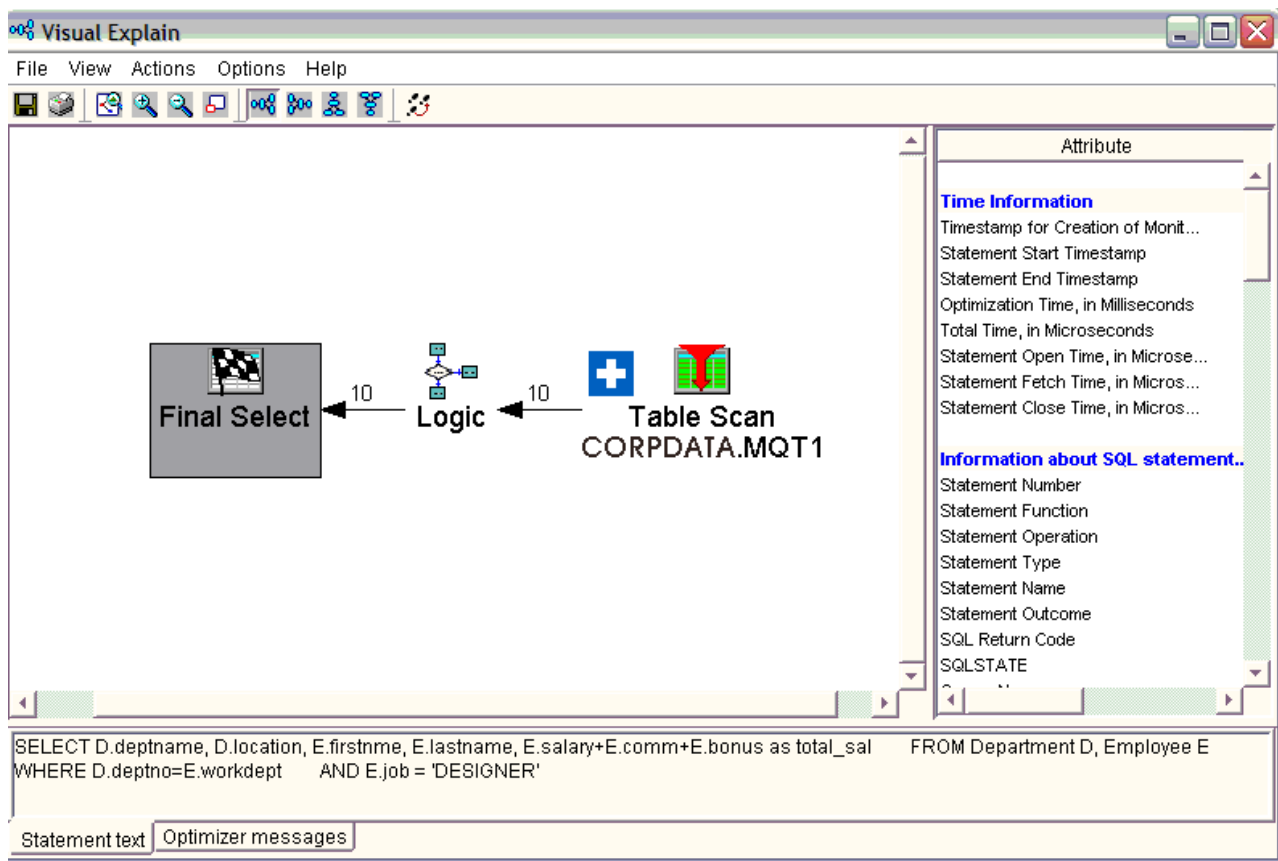 Visual Explain
File View Actions Options Help
10
10
Final Select
Logic
Table Scan
CORPDATA.MQT1
Attribute
Time Information
Timestamp for Creation of Monit...
Statement Start Timestamp
Statement End Timestamp
Optimization Time, in Milliseconds
Total Time, in Microseconds
Statement Open Time, in Microse...
Statement Fetch Time, in Micros...
Statement Close Time, in Micros...
Information about SQL statement..
Statement Number
Statement Function
Statement Operation
Statement Type
Statement Name
Statement Outcome
SQL Return Code
SQLSTATE
SELECT D.deptname, D.location, E.firstnme, E.lastname, E.salary+E.comm+E.bonus as total_sal FROM Department D, Employee E
WHERE D.deptno=E.workdept AND E.job = 'DESIGNER'
Statement text Optimizer messages